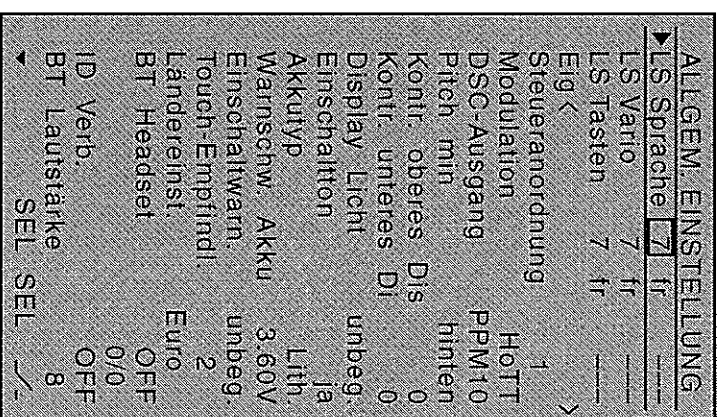 ALLGEM. EINSTELLUNG
LS Sprache 7 fr ---
LS Vario 7 fr ---
LS Tasten 7 fr ---
Eig < >
Steueranordnung 1
Modulation HoTT
DSC-Ausgang PPM10
Pitch min hinten
Kontr. oberes Dis 0
Kontr. unteres Di 0
Display Licht unbeg
Einschaltton ja
Akkutyp Lith.
Warnschw. Akku 3.60V
Einschaltwarn. unbeg.
Touch-Empfindl. 2
Ländereinst. Euro
BT Headset OFF
0/0
ID Verb. OFF
BT Lautstärke 8
SEL SEL -/-